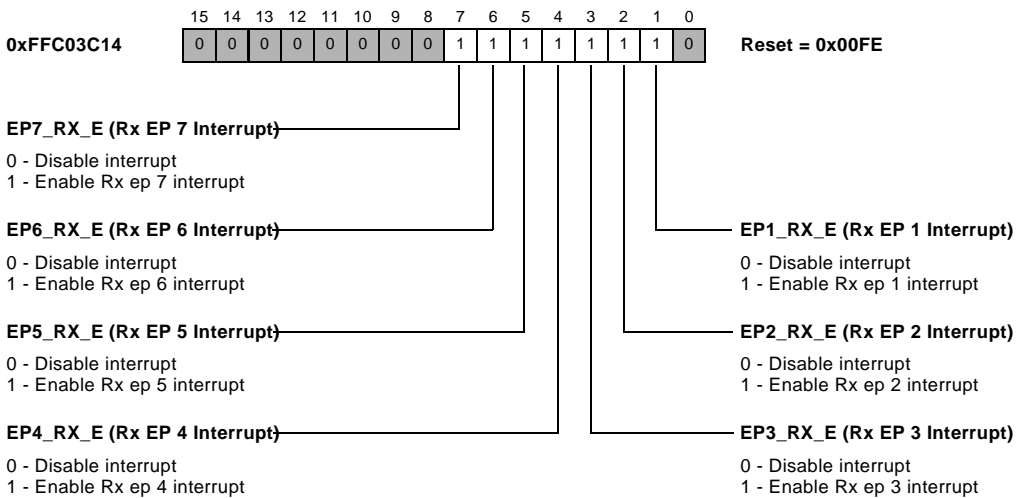 15 14 13 12 11 10 9 8 7 6 5 4 3 2 1 0
0xFFC03C14 0 0 0 0 0 0 0 0 1 1 1 1 1 1 1 0 Reset = 0x00FE
EP7_RX_E (Rx EP 7 Interrupt)
0 - Disable interrupt
1 - Enable Rx ep 7 interrupt
EP6_RX_E (Rx EP 6 Interrupt)
0 - Disable interrupt
1 - Enable Rx ep 6 interrupt
EP5_RX_E (Rx EP 5 Interrupt)
0 - Disable interrupt
1 - Enable Rx ep 5 interrupt
EP4_RX_E (Rx EP 4 Interrupt)
0 - Disable interrupt
1 - Enable Rx ep 4 interrupt
EP1_RX_E (Rx EP 1 Interrupt)
0 - Disable interrupt
1 - Enable Rx ep 1 interrupt
EP2_RX_E (Rx EP 2 Interrupt)
0 - Disable interrupt
1 - Enable Rx ep 2 interrupt
EP3_RX_E (Rx EP 3 Interrupt)
0 - Disable interrupt
1 - Enable Rx ep 3 interrupt